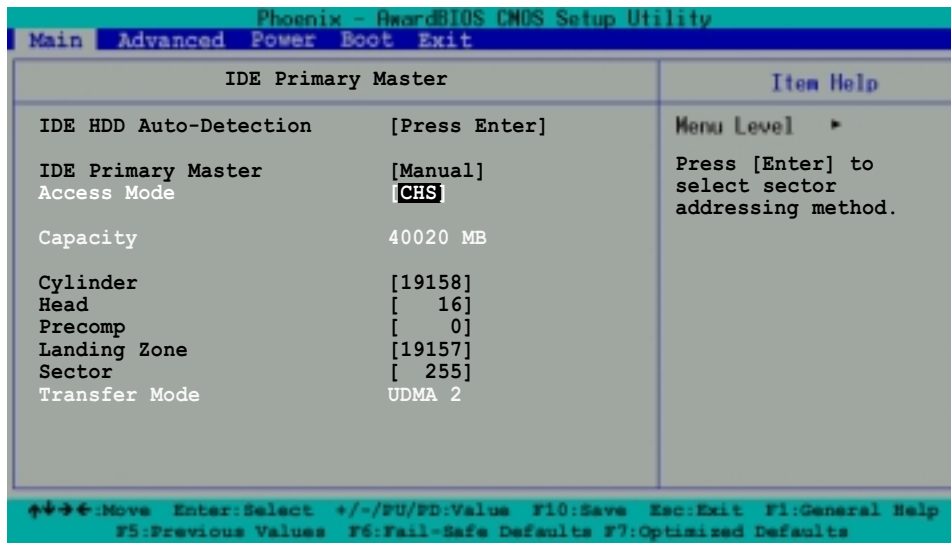 Phoenix - AwardBIOS CMOS Setup Utility
Main Advanced Power Boot Exit
IDE Primary Master
Item Help
IDE HDD Auto-Detection [Press Enter]
Menu Level ►
IDE Primary Master [Manual]
Press [Enter] to
Access Mode [CHS]
select sector
addressing method.
Capacity 40020 MB
Cylinder [19158]
Head [ 16]
Precomp [ 0]
Landing Zone [19157]
Sector [ 255]
Transfer Mode UDMA 2
↑↓→←:Move Enter:Select +/-/PU/PD:Value F10:Save Esc:Exit F1:General Help
F5:Previous Values F6:Fail-Safe Defaults F7:Optimized Defaults